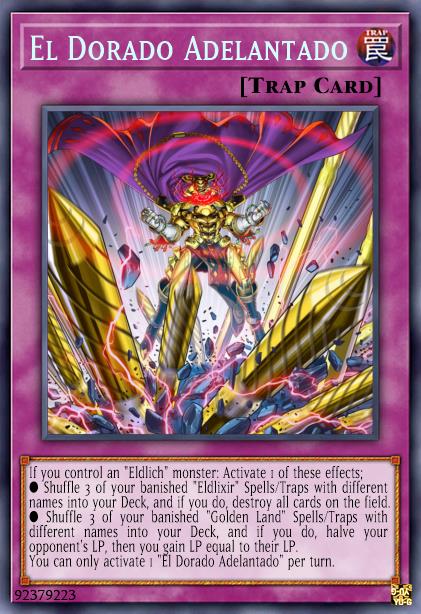 El Dorado Adelantado
TRAP
罠
[Trap Card]
If you control an "Eldlich" monster: Activate 1 of these effects;
● Shuffle 3 of your banished "Eldlixir" Spells/Traps with different
names into your Deck, and if you do, destroy all cards on the field.
● Shuffle 3 of your banished "Golden Land" Spells/Traps with
different names into your Deck, and if you do, halve your
opponent's LP, then you gain LP equal to their LP.
You can only activate 1 "El Dorado Adelantado" per turn.
92379223